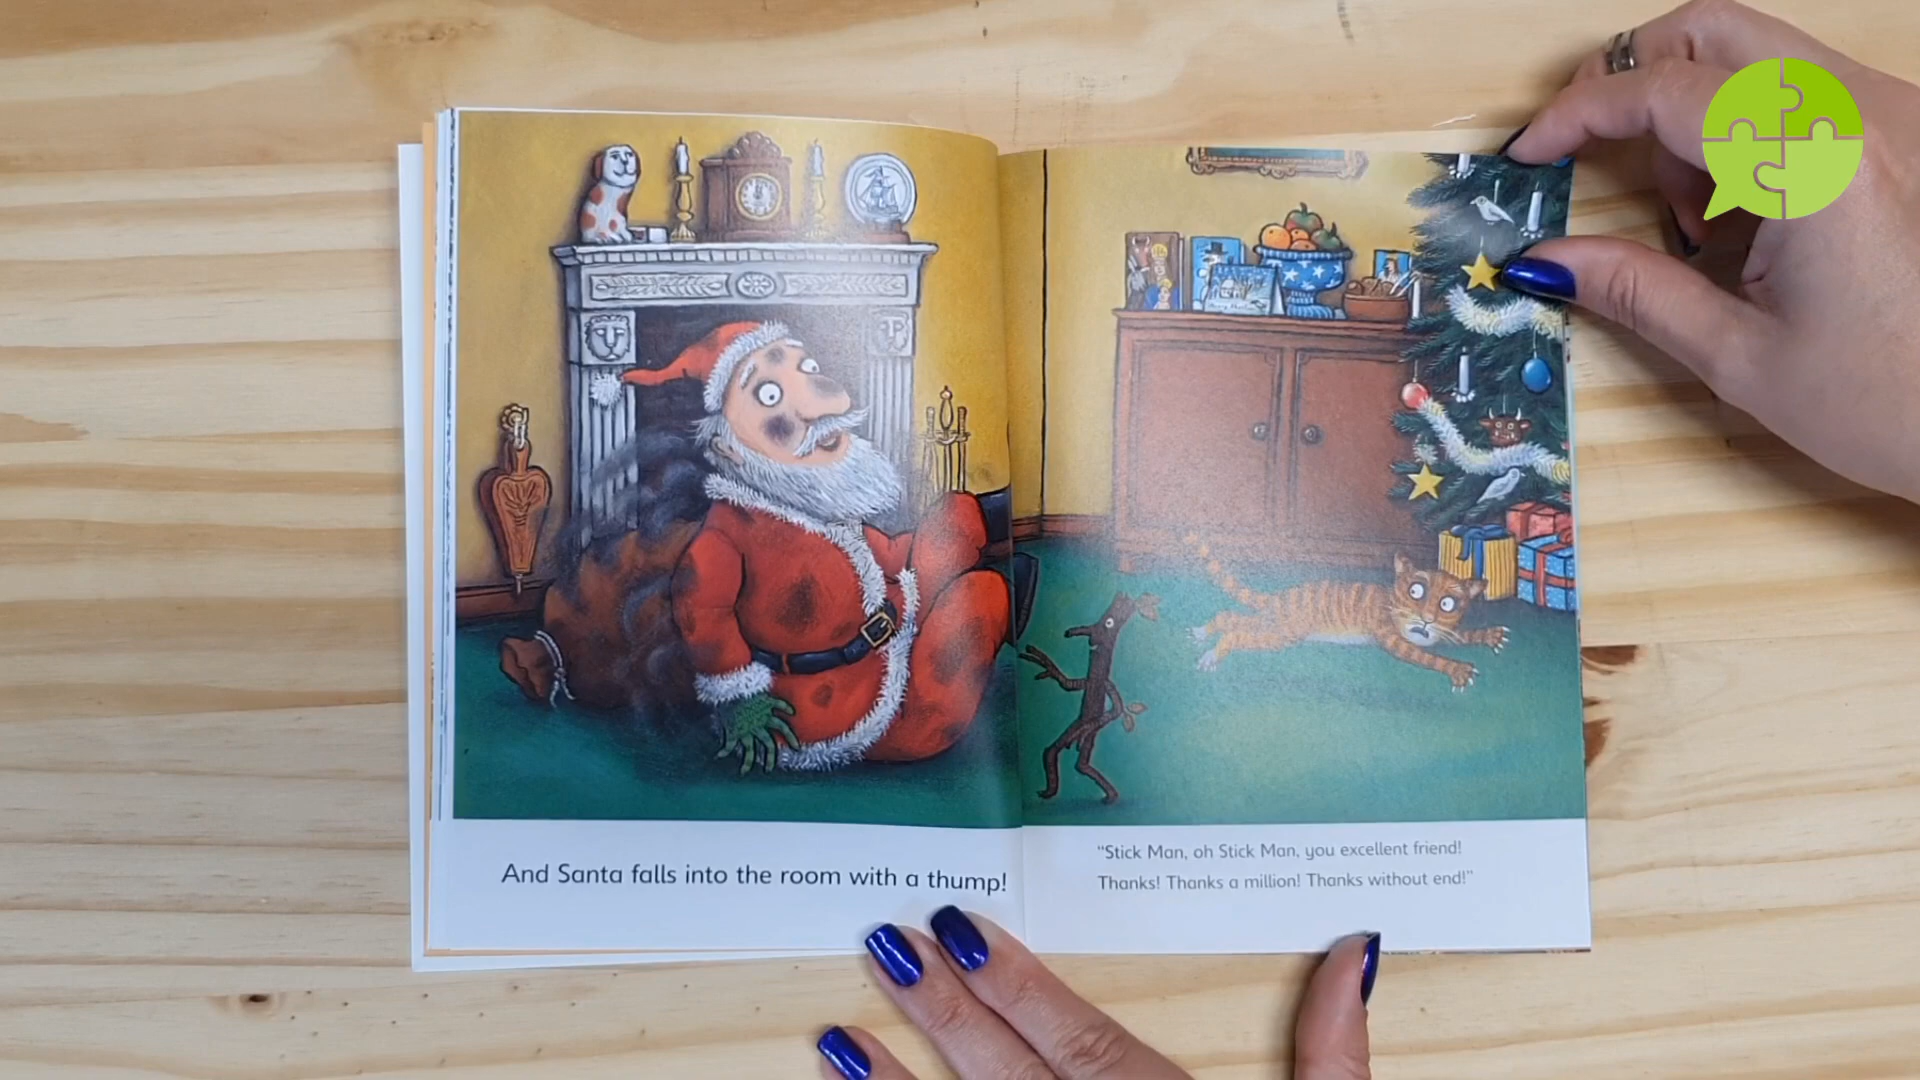 And Santa falls into the room with a thump!
“Stick Man, oh Stick Man, you excellent friend!
Thanks! Thanks a million! Thanks without end!”